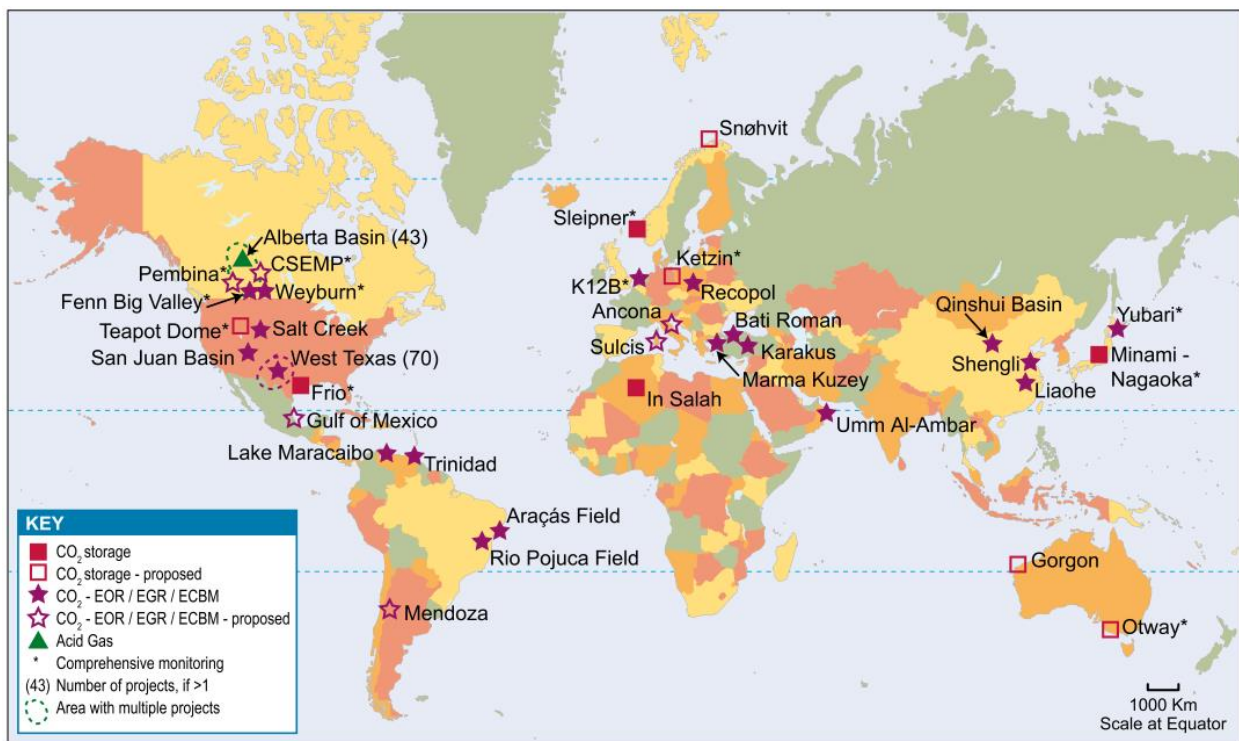 Snøhvit
Sleipner*
Alberta Basin (43)
CSEMP*
Pembina*
Fenn Big Valley*
Weyburn*
Ketzin*
K12B*
Recopol
Teapot Dome*
Salt Creek
San Juan Basin
West Texas (70)
Frio*
Gulf of Mexico
Ancona
Sulcis
Bati Roman
Karakus
Marma Kuzey
Qinshui Basin
Yubari*
Shengli
Minami -
Nagaoka*
Liaohe
In Salah
Umm Al-Ambar
Lake Maracaibo
Trinidad
Araçás Field
Rio Pojuca Field
Mendoza
Gorgon
Otway*
KEY
CO2 storage
CO2 storage - proposed
CO2 - EOR / EGR / ECBM
CO2 - EOR / EGR / ECBM - proposed
Acid Gas
* Comprehensive monitoring
(43) Number of projects, if >1
Area with multiple projects
1000 Km
Scale at Equator